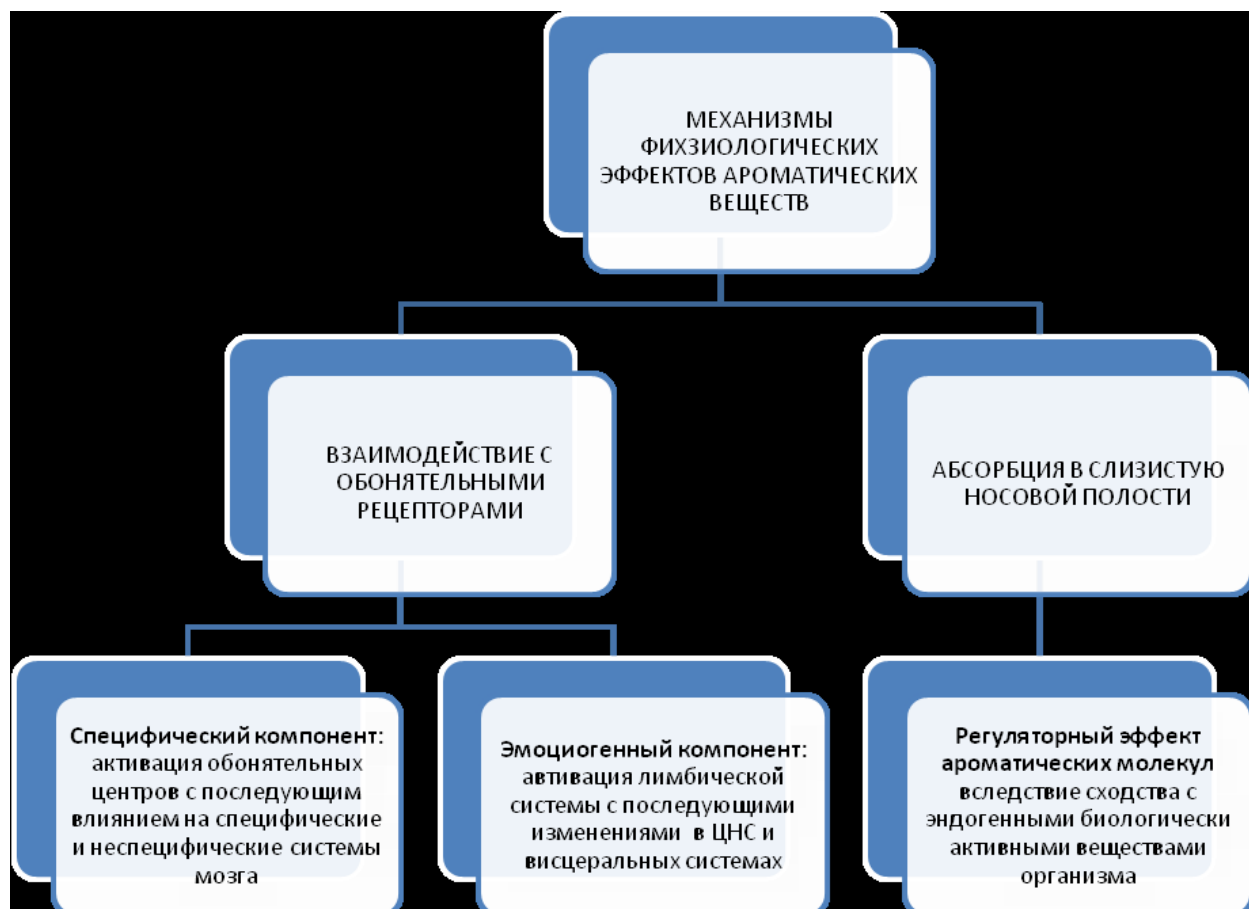 МЕХАНИЗМЫ
ФИХЗИОЛОГИЧЕСКИХ
ЭФФЕКТОВ АРОМАТИЧЕСКИХ
ВЕЩЕСТВ
ВЗАИМОДЕЙСТВИЕ С
ОБОНЯТЕЛЬНЫМИ
РЕЦЕПТОРАМИ
АБСОРБЦИЯ В СЛИЗИСТУЮ
НОСОВОЙ ПОЛОСТИ
Специфический компонент:
активация обонятельных
центров с последующим
влиянием на специфические
и неспецифические системы
мозга
Эмоциогенный компонент:
автивация лимбической
системы с последующими
изменениями в ЦНС и
висцеральных системах
Регуляторный эффект
ароматических молекул
вследствие сходства с
эндогенными биологически
активными веществами
организма